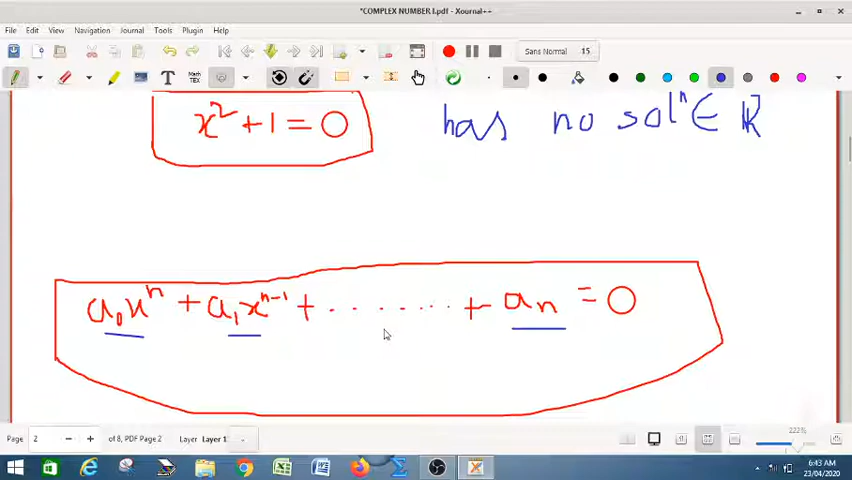 *COMPLEX NUMBER I.pdf - Xournal++
File Edit View Navigation Journal Tools Plugin Help
Sans Normal 15
x² + 1 = 0 has no solⁿ ∈ ℝ
a₀xⁿ + a₁xⁿ⁻¹ + ........ + aₙ = 0
222%
Page 2 of 8, PDF Page 2 Layer Layer 1
6:43 AM
23/04/2020